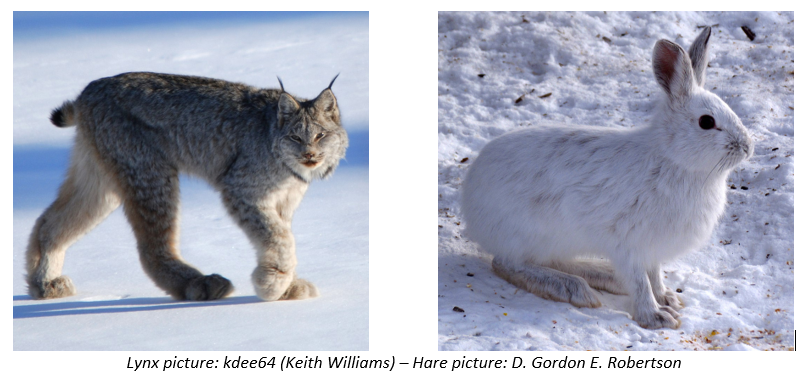 Lynx picture: kdee64 (Keith Williams) – Hare picture: D. Gordon E. Robertson